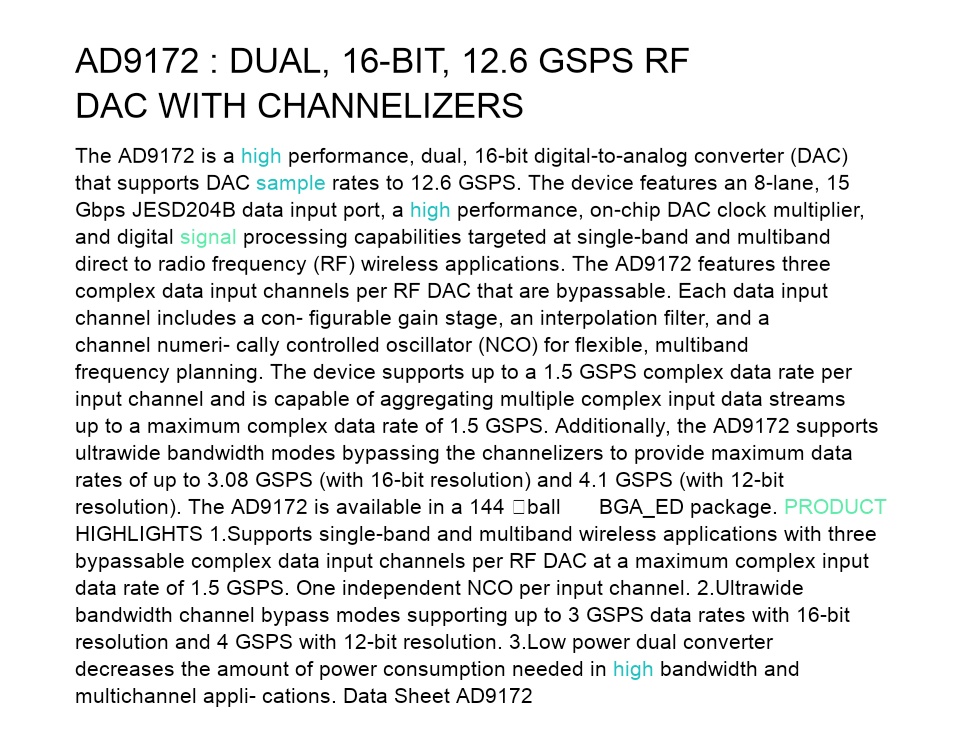 AD9172 : DUAL, 16-BIT, 12.6 GSPS RF
DAC WITH CHANNELIZERS
The AD9172 is a high performance, dual, 16-bit digital-to-analog converter (DAC)
that supports DAC sample rates to 12.6 GSPS. The device features an 8-lane, 15
Gbps JESD204B data input port, a high performance, on-chip DAC clock multiplier,
and digital signal processing capabilities targeted at single-band and multiband
direct to radio frequency (RF) wireless applications. The AD9172 features three
complex data input channels per RF DAC that are bypassable. Each data input
channel includes a con- figurable gain stage, an interpolation filter, and a
channel numeri- cally controlled oscillator (NCO) for flexible, multiband
frequency planning. The device supports up to a 1.5 GSPS complex data rate per
input channel and is capable of aggregating multiple complex input data streams
up to a maximum complex data rate of 1.5 GSPS. Additionally, the AD9172 supports
ultrawide bandwidth modes bypassing the channelizers to provide maximum data
rates of up to 3.08 GSPS (with 16-bit resolution) and 4.1 GSPS (with 12-bit
resolution). The AD9172 is available in a 144 □ball BGA_ED package. PRODUCT
HIGHLIGHTS 1.Supports single-band and multiband wireless applications with three
bypassable complex data input channels per RF DAC at a maximum complex input
data rate of 1.5 GSPS. One independent NCO per input channel. 2.Ultrawide
bandwidth channel bypass modes supporting up to 3 GSPS data rates with 16-bit
resolution and 4 GSPS with 12-bit resolution. 3.Low power dual converter
decreases the amount of power consumption needed in high bandwidth and
multichannel appli- cations. Data Sheet AD9172